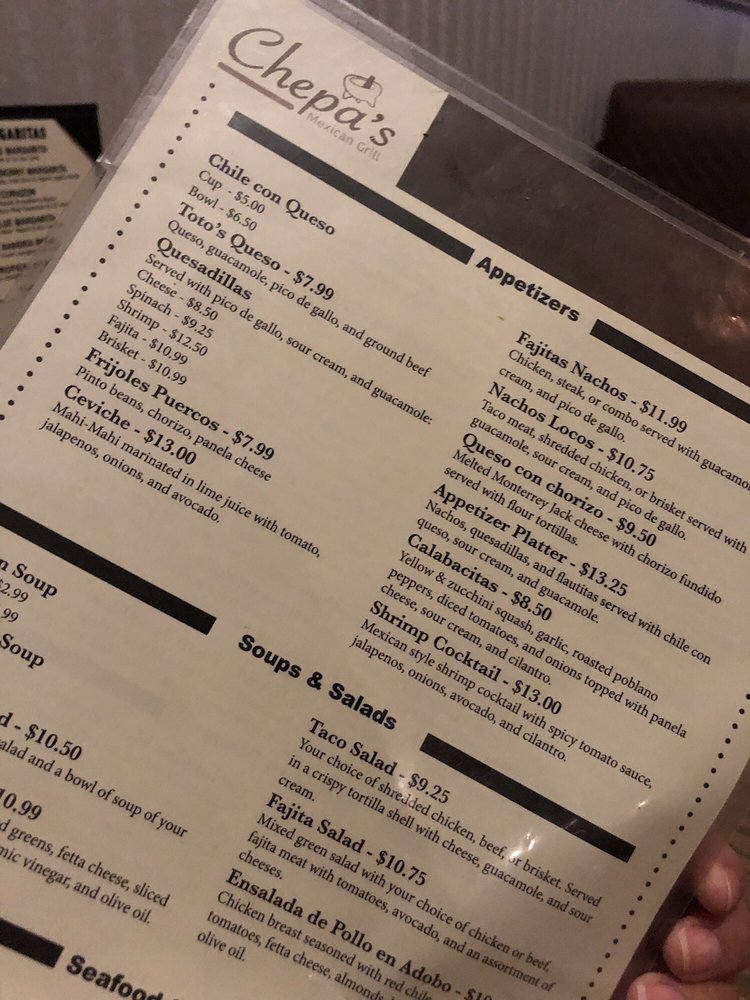 Chepa's
Mexican Grill
GARITAS
Appetizers
Chile con Queso
Cup - $5.00
Bowl - $6.50
Toto's Queso - $7.99
Queso, guacamole, pico de gallo, and ground beef
Quesadillas
Served with pico de gallo, sour cream, and guacamole:
Cheese - $8.50
Spinach - $9.25
Shrimp - $12.50
Fajita - $10.99
Brisket - $10.99
Frijoles Puercos - $7.99
Pinto beans, chorizo, panela cheese
Ceviche - $13.00
Mahi-Mahi marinated in lime juice with tomato,
jalapenos, onions, and avocado.
Fajitas Nachos - $11.99
Chicken, steak, or combo served with guacamo
cream, and pico de gallo.
Nachos Locos - $10.75
Taco meat, shredded chicken, or brisket served with
guacamole, sour cream, and pico de gallo.
Queso con chorizo - $9.50
Melted Monterrey Jack cheese with chorizo fundido
served with flour tortillas.
Appetizer Platter - $13.25
Nachos, quesadillas, and flautitas served with chile con
queso, sour cream, and guacamole.
Calabacitas - $8.50
Yellow & zucchini squash, garlic, roasted poblano
peppers, diced tomatoes, and onions topped with panela
cheese, sour cream, and cilantro.
Shrimp Cocktail - $13.00
Mexican style shrimp cocktail with spicy tomato sauce,
jalapenos, onions, avocado, and cilantro.
Soups & Salads
n Soup
$2.99
.99
Soup
d - $10.50
alad and a bowl of soup of your
10.99
d greens, fetta cheese, sliced
mic vinegar, and olive oil.
Taco Salad - $9.25
Your choice of shredded chicken, beef, or brisket. Served
in a crispy tortilla shell with cheese, guacamole, and sour
cream.
Fajita Salad - $10.75
Mixed green salad with your choice of chicken or beef,
fajita meat with tomatoes, avocado, and an assortment of
cheeses.
Ensalada de Pollo en Adobo - $10
Chicken breast seasoned with red chile
tomatoes, fetta cheese, almonds,
olive oil.
Seafood